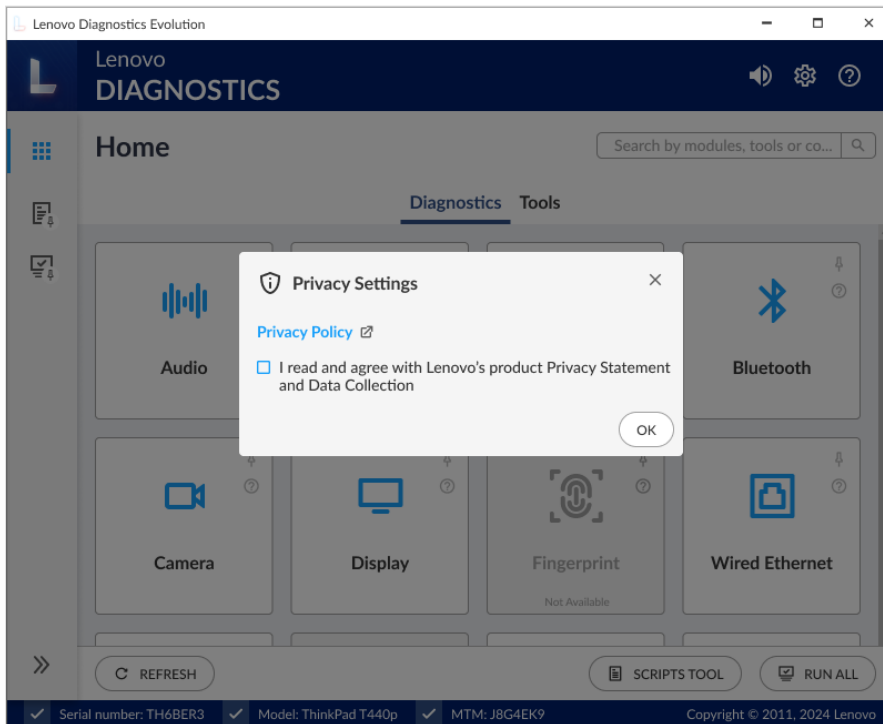 Lenovo Diagnostics Evolution
Lenovo
DIAGNOSTICS
Home
Search by modules, tools or co...
Diagnostics Tools
Privacy Settings
Privacy Policy
I read and agree with Lenovo's product Privacy Statement
and Data Collection
OK
Audio
Bluetooth
Camera
Display
Fingerprint
Not Available
Wired Ethernet
REFRESH
SCRIPTS TOOL
RUN ALL
Serial number: TH6BER3
Model: ThinkPad T440p
MTM: J8G4EK9
Copyright © 2011, 2024 Lenovo